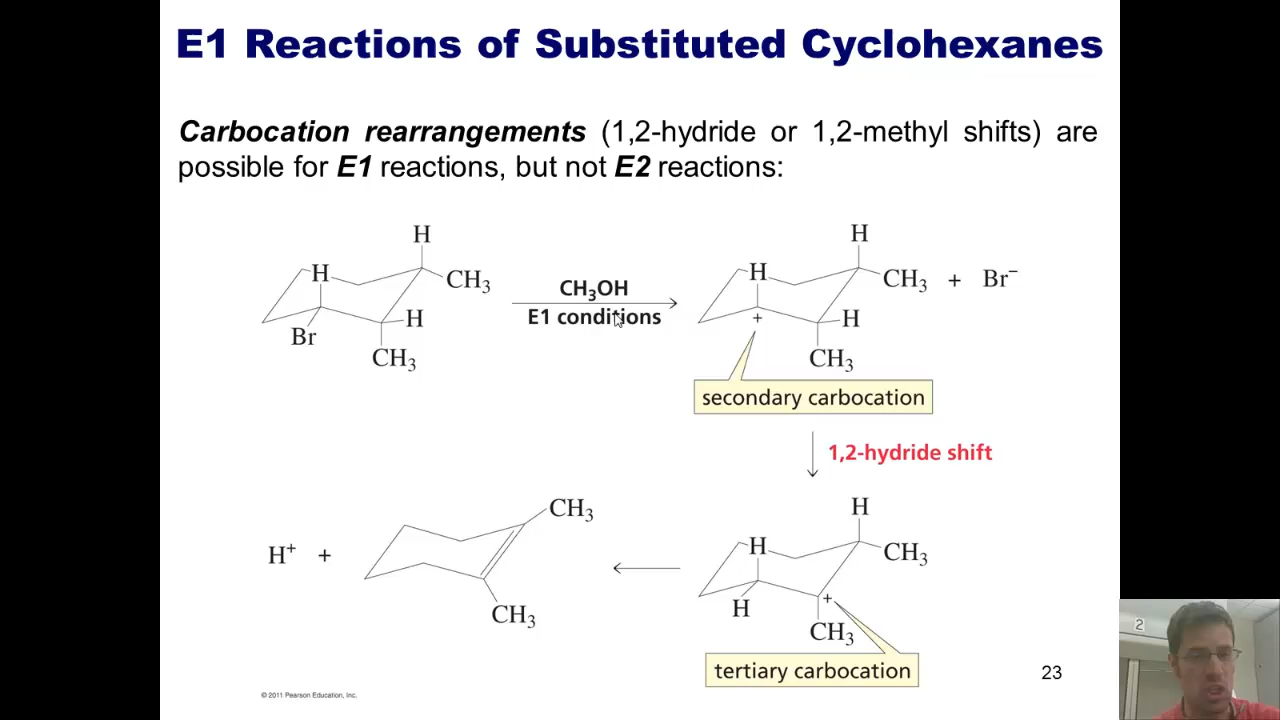 E1 Reactions of Substituted Cyclohexanes
Carbocation rearrangements (1,2-hydride or 1,2-methyl shifts) are
possible for E1 reactions, but not E2 reactions:
H
H
CH₃
H
Br
CH₃
CH₃OH
E1 conditions
H
H
CH₃ + Br⁻
+
H
CH₃
secondary carbocation
1,2-hydride shift
H⁺ +
CH₃
CH₃
H
H
CH₃
+
H
CH₃
tertiary carbocation
23
© 2011 Pearson Education, Inc.
2